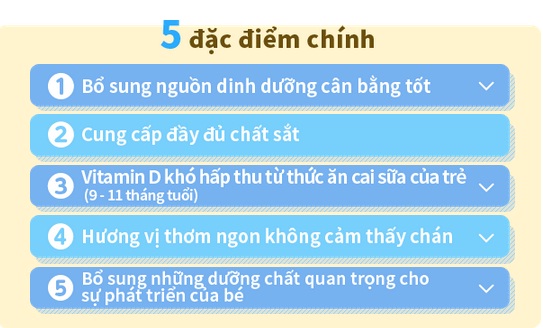 5 đặc điểm chính
1 Bổ sung nguồn dinh dưỡng cân bằng tốt
2 Cung cấp đầy đủ chất sắt
3 Vitamin D khó hấp thu từ thức ăn cai sữa của trẻ
(9 - 11 tháng tuổi)
4 Hương vị thơm ngon không cảm thấy chán
5 Bổ sung những dưỡng chất quan trọng cho
sự phát triển của bé